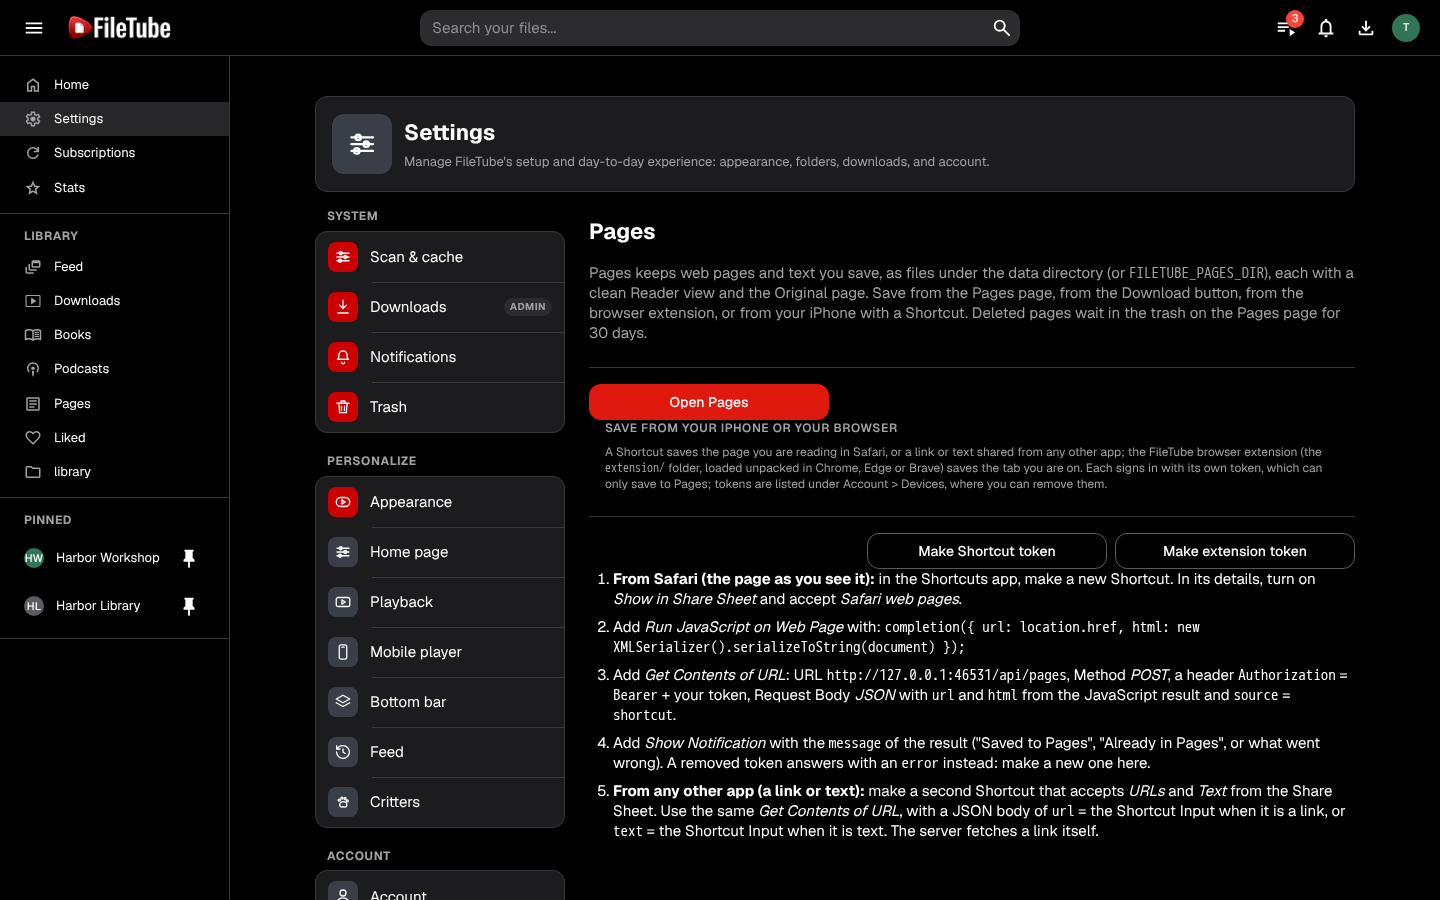 FileTube
Search your files...
3
T
Home
Settings
Subscriptions
Stats
LIBRARY
Feed
Downloads
Books
Podcasts
Pages
Liked
library
PINNED
HW Harbor Workshop
HL Harbor Library
Settings
Manage FileTube's setup and day-to-day experience: appearance, folders, downloads, and account.
SYSTEM
Scan & cache
Downloads ADMIN
Notifications
Trash
PERSONALIZE
Appearance
Home page
Playback
Mobile player
Bottom bar
Feed
Critters
ACCOUNT
Account
Pages
Pages keeps web pages and text you save, as files under the data directory (or FILETUBE_PAGES_DIR), each with a
clean Reader view and the Original page. Save from the Pages page, from the Download button, from the
browser extension, or from your iPhone with a Shortcut. Deleted pages wait in the trash on the Pages page for
30 days.
Open Pages
SAVE FROM YOUR IPHONE OR YOUR BROWSER
A Shortcut saves the page you are reading in Safari, or a link or text shared from any other app; the FileTube browser extension (the
extension/ folder, loaded unpacked in Chrome, Edge or Brave) saves the tab you are on. Each signs in with its own token, which can
only save to Pages; tokens are listed under Account > Devices, where you can remove them.
Make Shortcut token
Make extension token
1. From Safari (the page as you see it): in the Shortcuts app, make a new Shortcut. In its details, turn on
Show in Share Sheet and accept Safari web pages.
2. Add Run JavaScript on Web Page with: completion({ url: location.href, html: new
XMLSerializer().serializeToString(document) });
3. Add Get Contents of URL: URL http://127.0.0.1:46531/api/pages, Method POST, a header Authorization =
Bearer + your token, Request Body JSON with url and html from the JavaScript result and source =
shortcut.
4. Add Show Notification with the message of the result ("Saved to Pages", "Already in Pages", or what went
wrong). A removed token answers with an error instead: make a new one here.
5. From any other app (a link or text): make a second Shortcut that accepts URLs and Text from the Share
Sheet. Use the same Get Contents of URL, with a JSON body of url = the Shortcut Input when it is a link, or
text = the Shortcut Input when it is text. The server fetches a link itself.